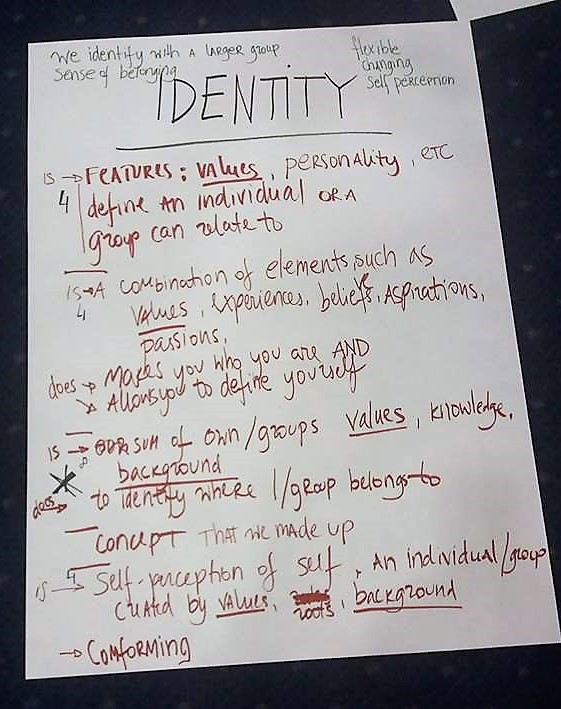 we identify with A larger group
Sense of belonging
flexible
changing
self perception
IDENTITY
is → FEATURES : values , personality , ETC
4 define An individual OR A
group can relate to
is → A combination of elements such as
4 VALUES , experiences, beliefs, Aspirations,
passions,
does → Makes you who you are AND
→ Allows you to define yourself
is → SUM of own/groups values , knowledge,
background
does → to identify where I/group belongs to
concept THAT we made up
is → 4 Self-perception of self , An individual/group
created by values, roots, background
→ Comforming